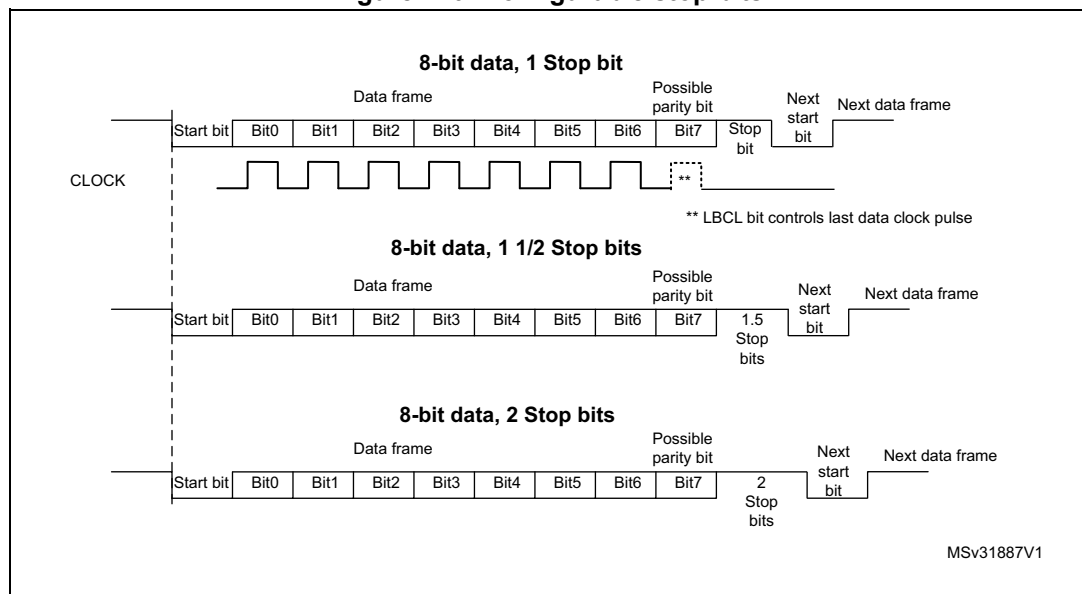 8-bit data, 1 Stop bit
Data frame
Possible
parity bit
Next
start
bit
Next data frame
Start bit Bit0 Bit1 Bit2 Bit3 Bit4 Bit5 Bit6 Bit7 Stop
bit
CLOCK
**
** LBCL bit controls last data clock pulse
8-bit data, 1 1/2 Stop bits
Data frame
Possible
parity bit
Next
start
bit
Next data frame
Start bit Bit0 Bit1 Bit2 Bit3 Bit4 Bit5 Bit6 Bit7 1.5
Stop
bits
8-bit data, 2 Stop bits
Data frame
Possible
parity bit
Next
start
bit
Next data frame
Start bit Bit0 Bit1 Bit2 Bit3 Bit4 Bit5 Bit6 Bit7 2
Stop
bits
MSv31887V1